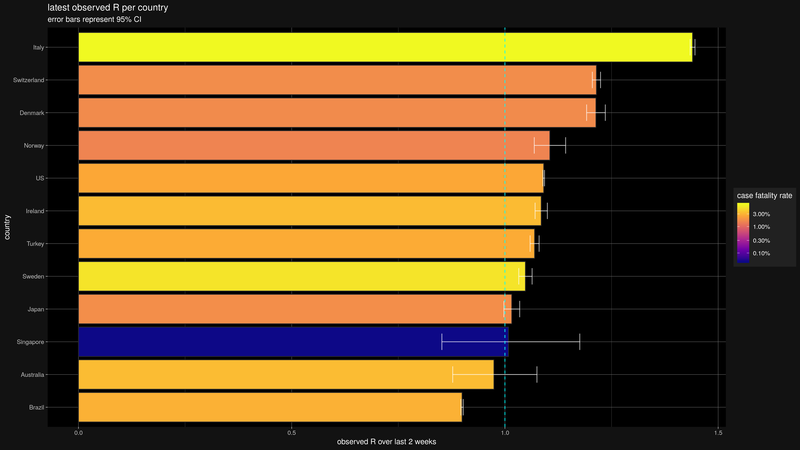 latest observed R per country
error bars represent 95% CI
country
Italy
Switzerland
Denmark
Norway
US
Ireland
Turkey
Sweden
Japan
Singapore
Australia
Brazil
0.0
0.5
1.0
1.5
observed R over last 2 weeks
case fatality rate
3.00%
1.00%
0.30%
0.10%